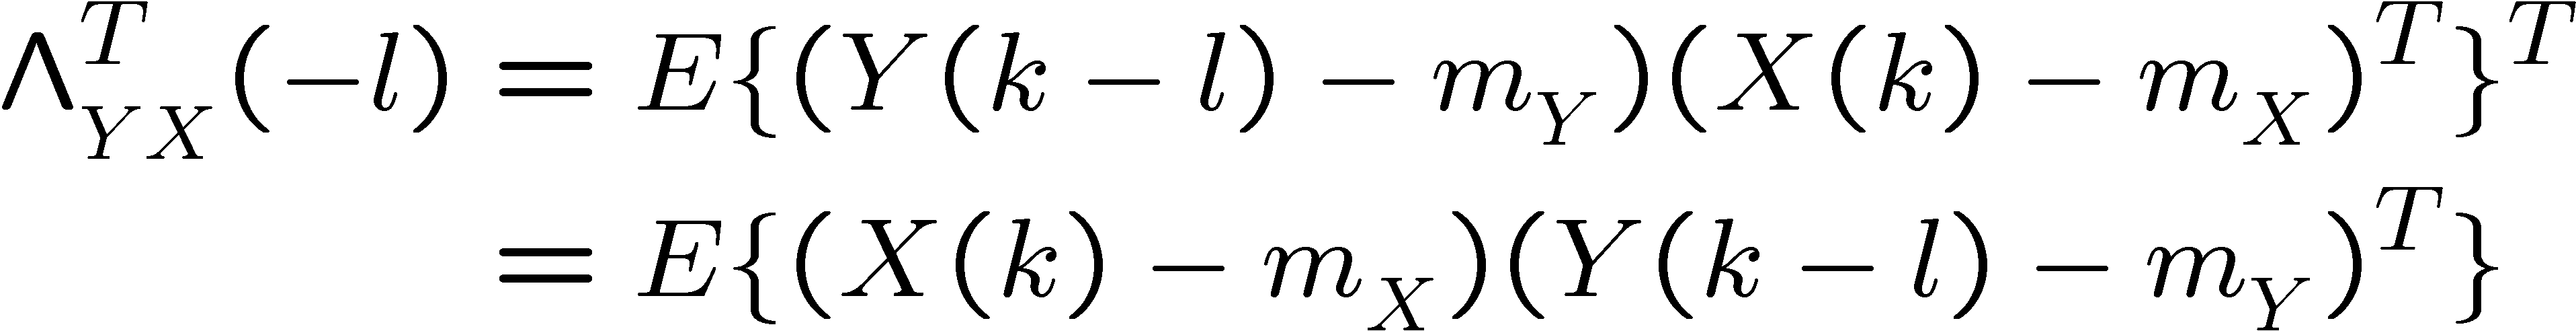 Λ^T_{YX}(−l) = E{(Y(k − l) − m_Y)(X(k) − m_X)^T}^T
= E{(X(k) − m_X)(Y(k − l) − m_Y)^T}